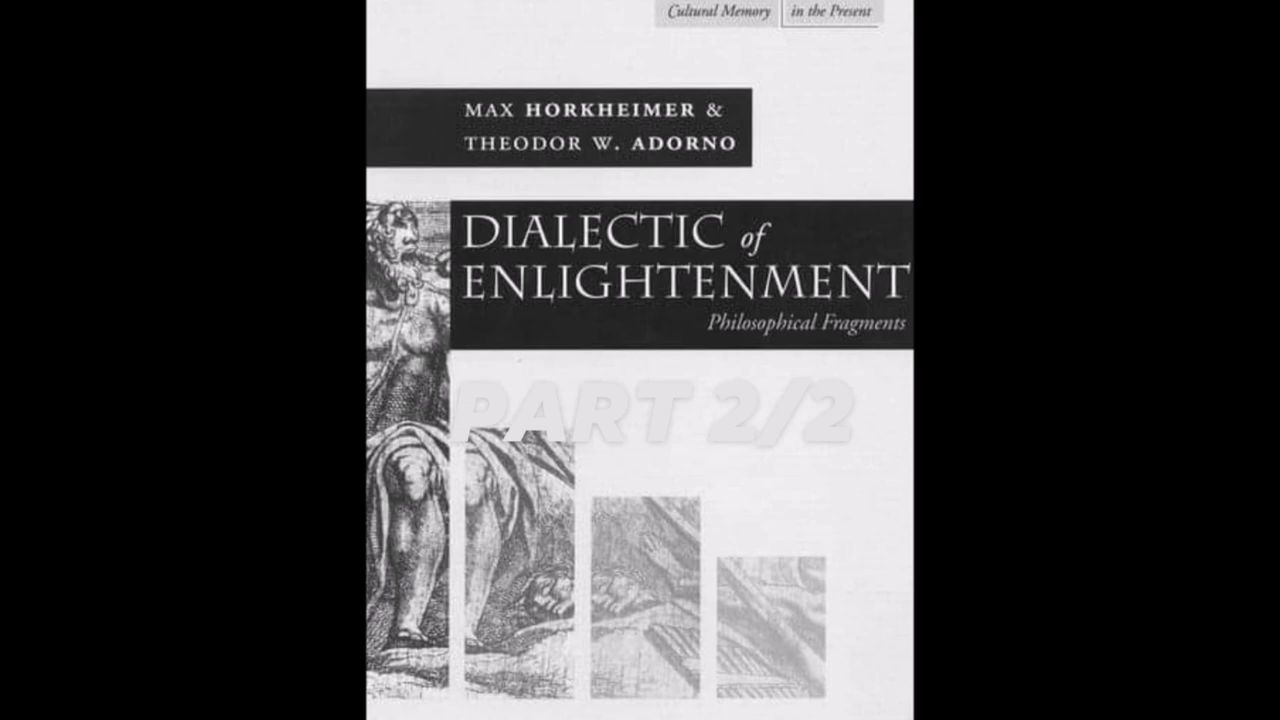 Cultural Memory in the Present
MAX HORKHEIMER &
THEODOR W. ADORNO
DIALECTIC of
ENLIGHTENMENT
Philosophical Fragments
PART 2/2